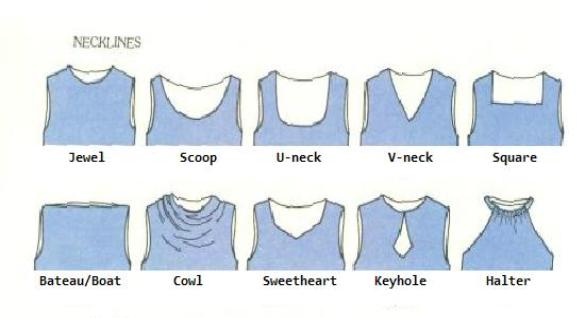 NECKLINES
Jewel Scoop U-neck V-neck Square
Bateau/Boat Cowl Sweetheart Keyhole Halter